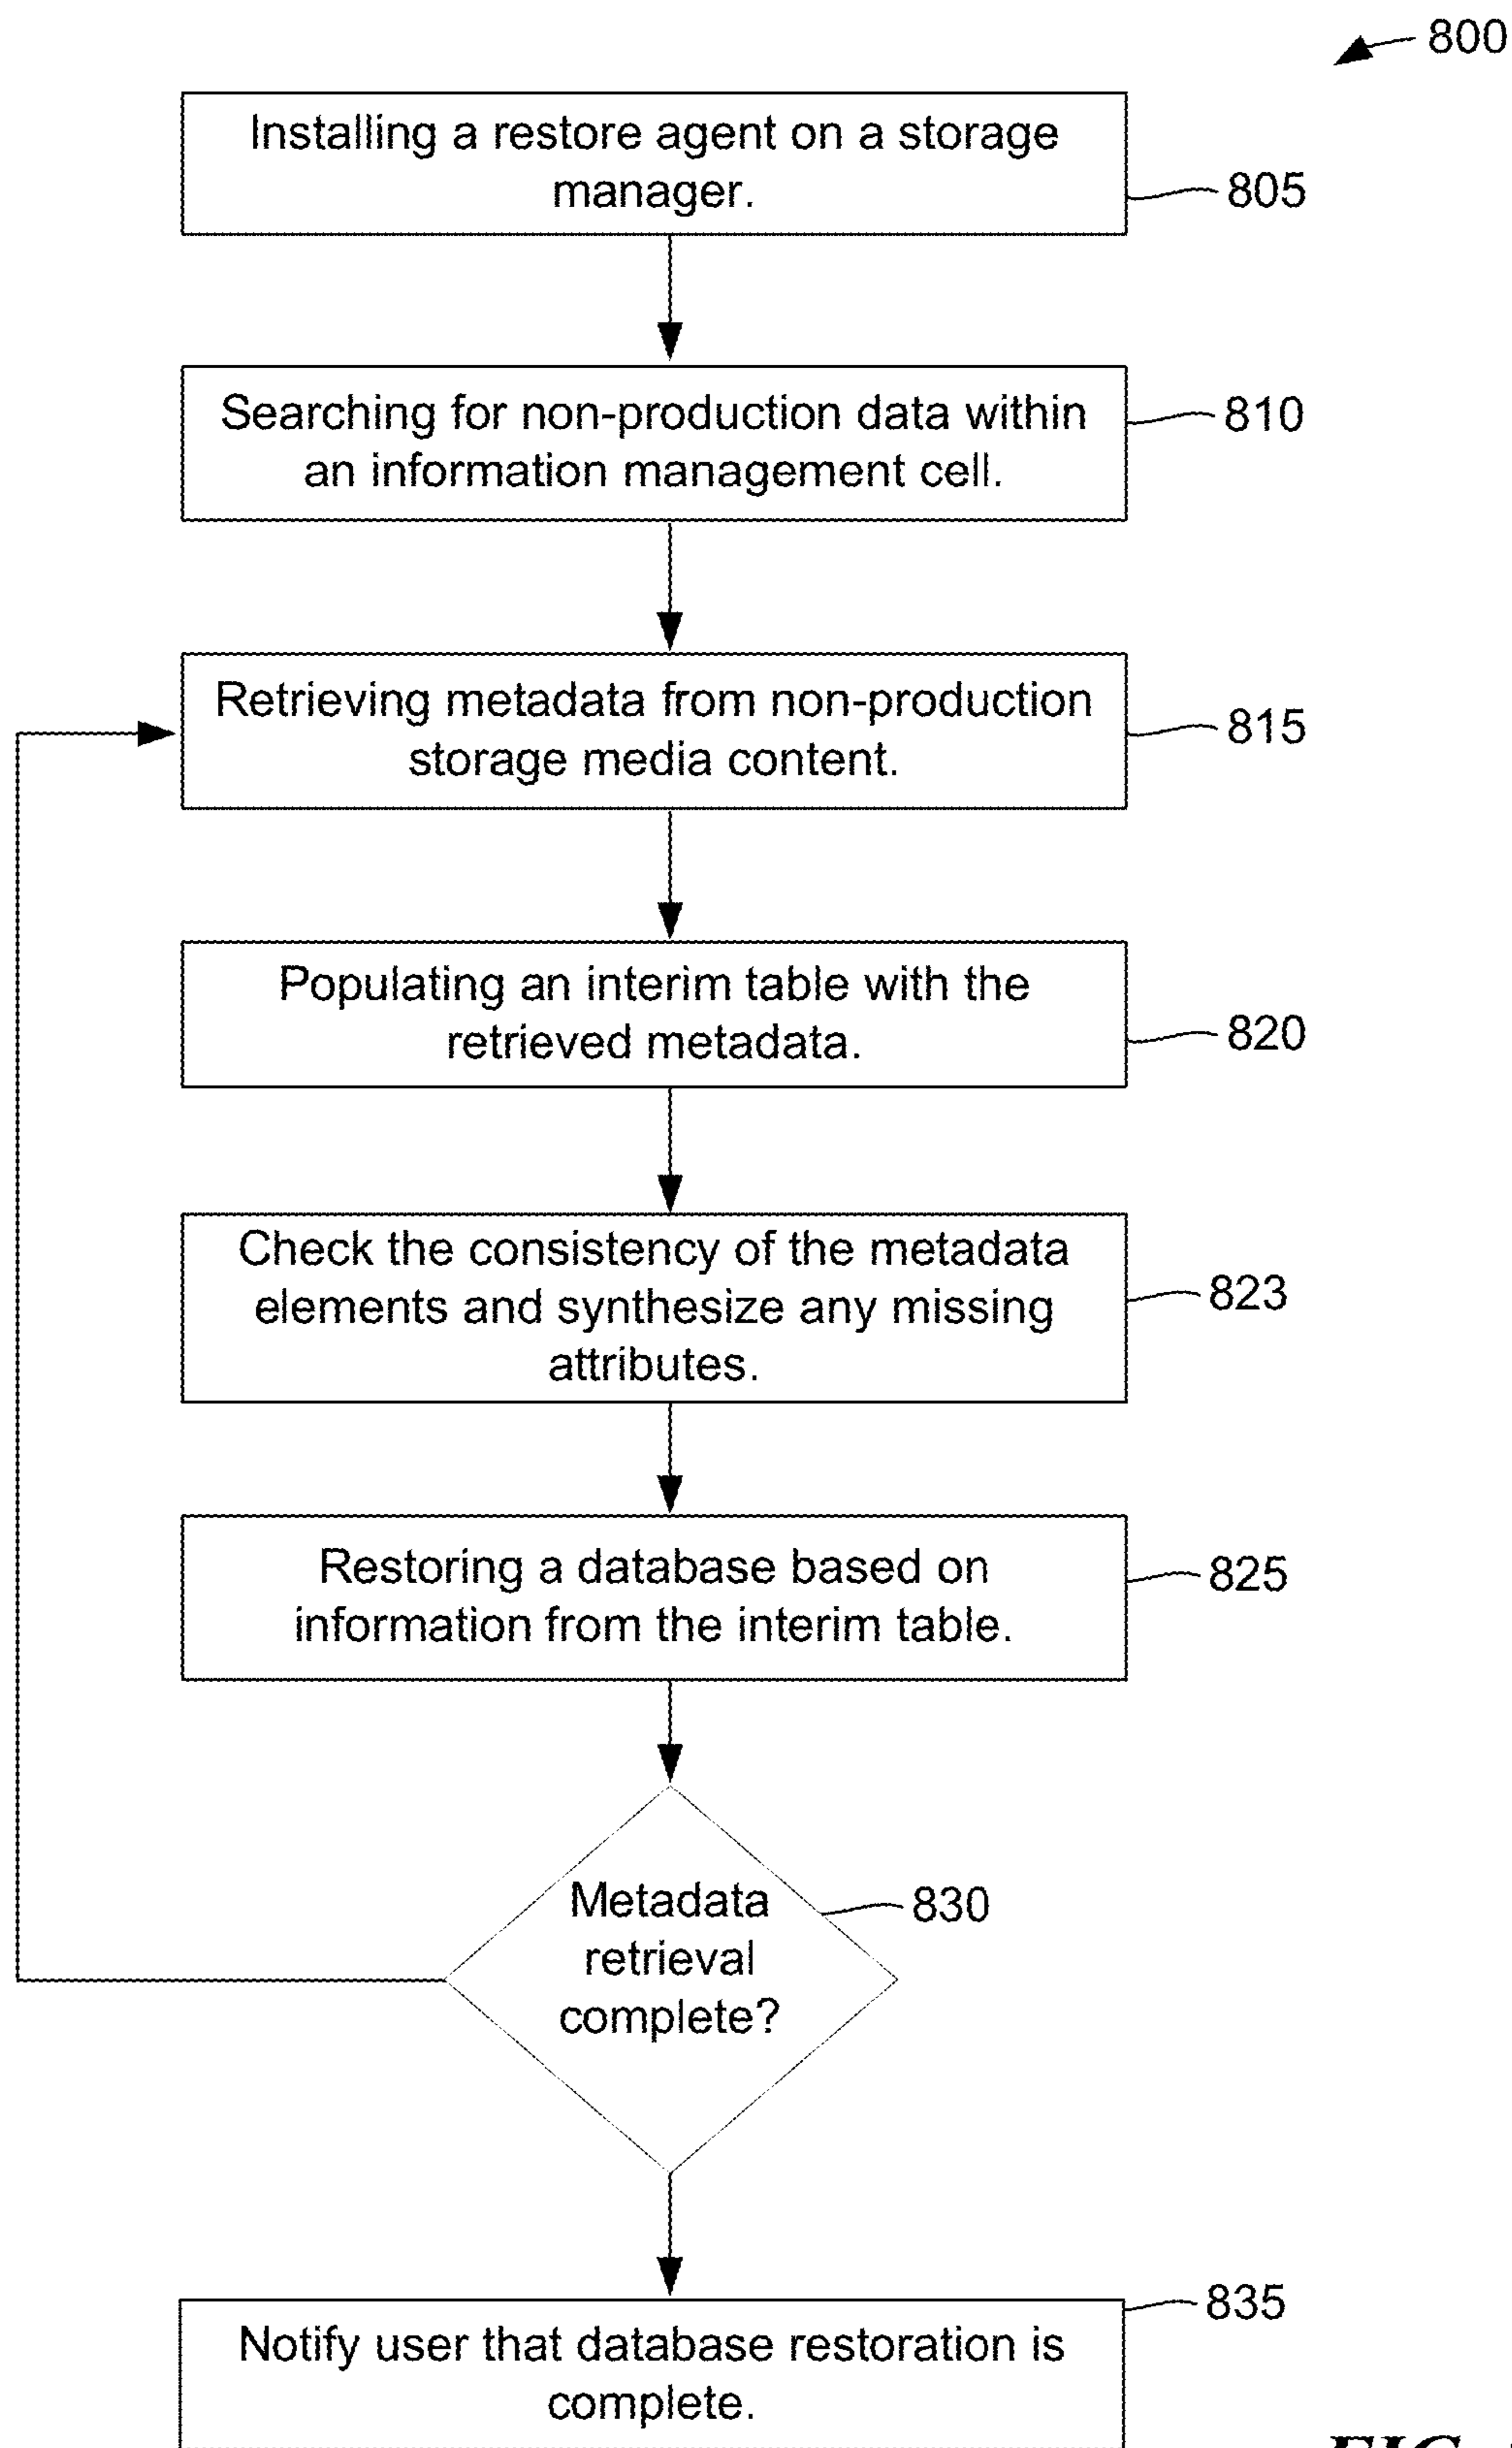 800
Installing a restore agent on a storage
manager.
805
Searching for non-production data within
an information management cell.
810
Retrieving metadata from non-production
storage media content.
815
Populating an interim table with the
retrieved metadata.
820
Check the consistency of the metadata
elements and synthesize any missing
attributes.
823
Restoring a database based on
information from the interim table.
825
Metadata
retrieval
complete?
830
Notify user that database restoration is
complete.
835